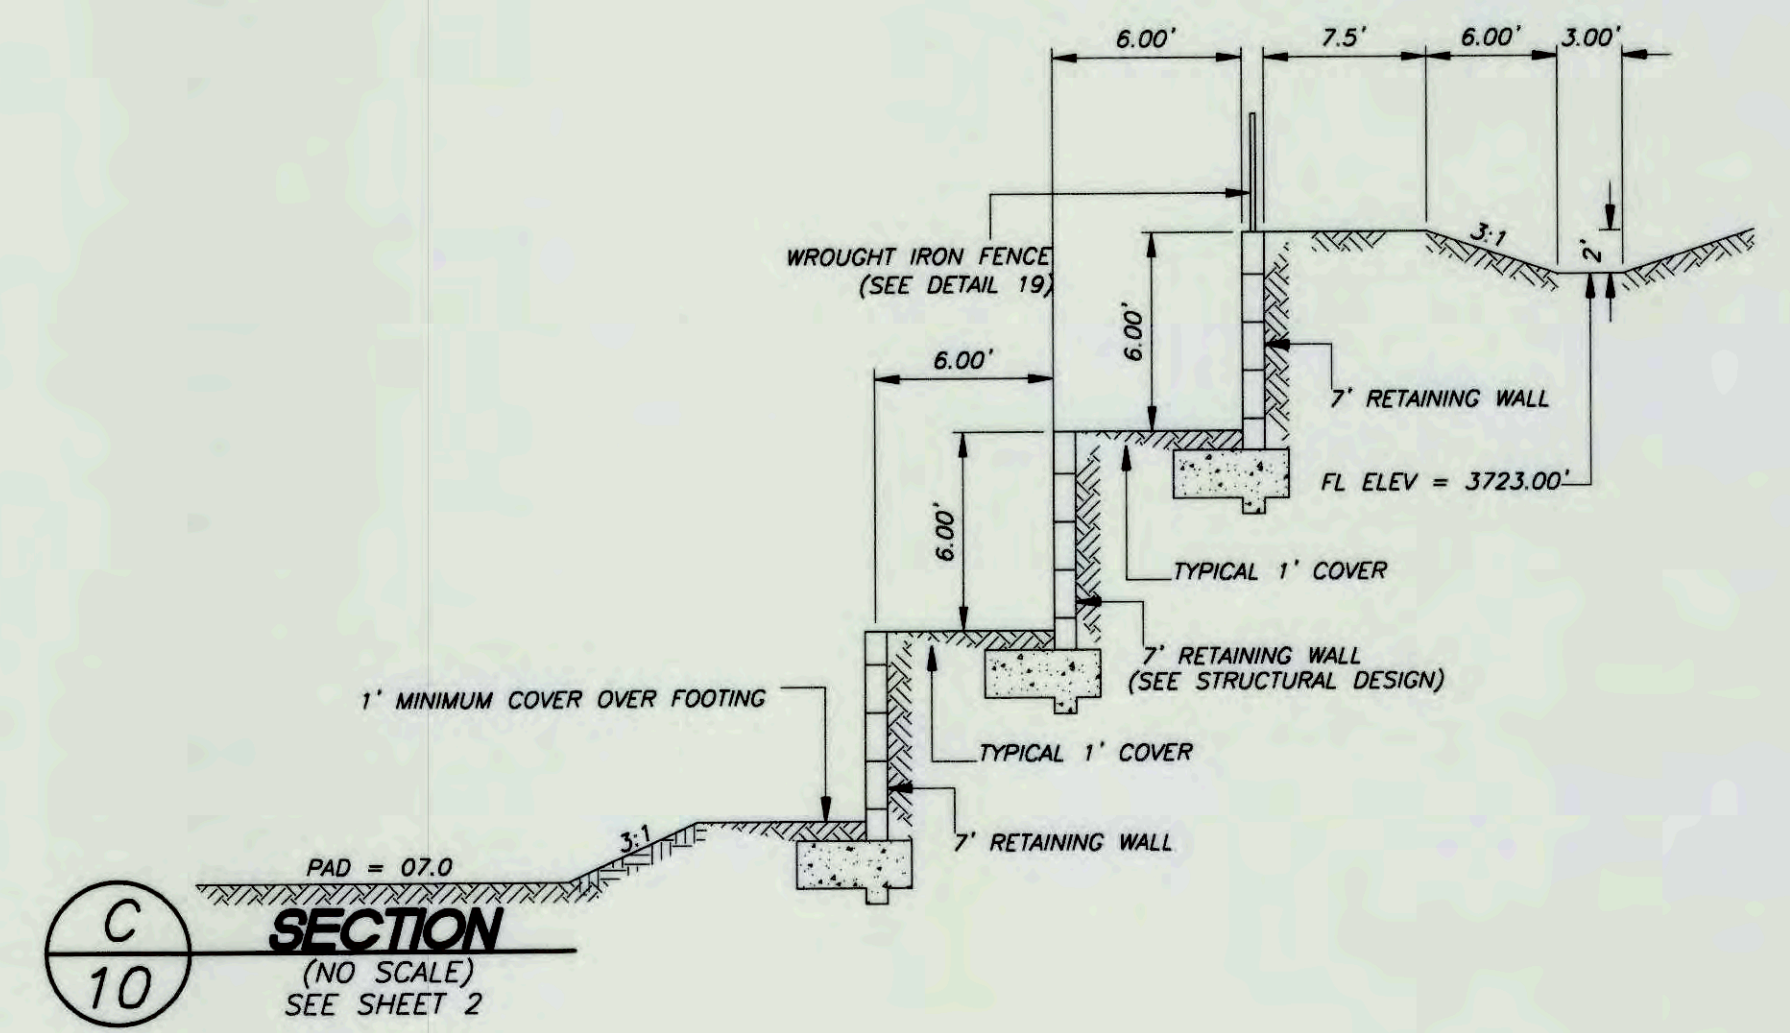 6.00' 7.5' 6.00' 3.00'
WROUGHT IRON FENCE
(SEE DETAIL 19)
3:1
2'
6.00'
6.00'
7' RETAINING WALL
FL ELEV = 3723.00'
6.00'
TYPICAL 1' COVER
7' RETAINING WALL
(SEE STRUCTURAL DESIGN)
1' MINIMUM COVER OVER FOOTING
TYPICAL 1' COVER
7' RETAINING WALL
3:1
PAD = 07.0
C
10
SECTION
(NO SCALE)
SEE SHEET 2